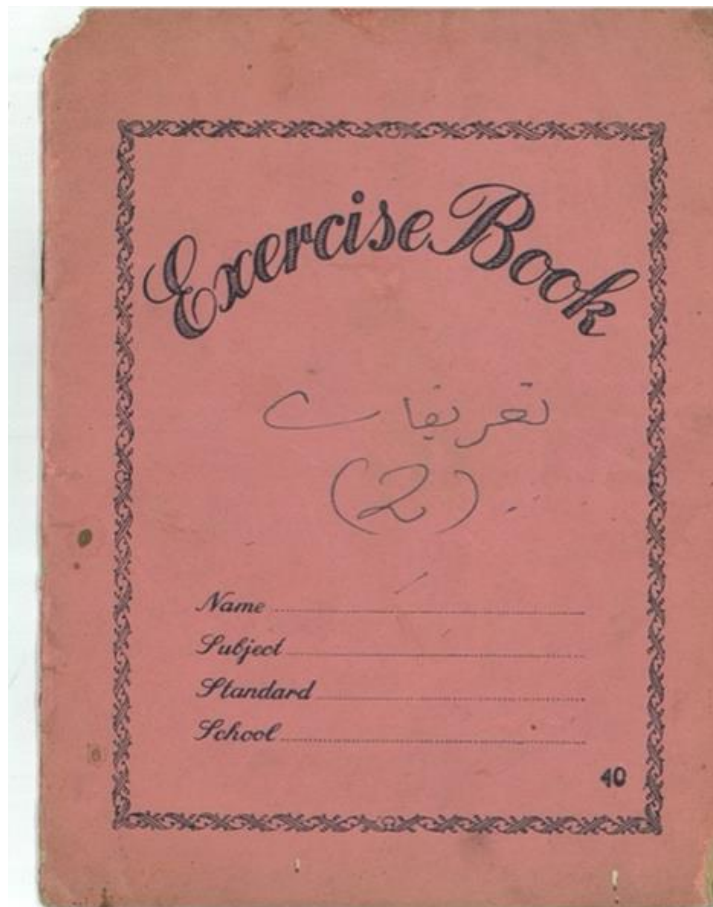 Exercise Book
تعريفات
(2)
Name
Subject
Standard
School
40